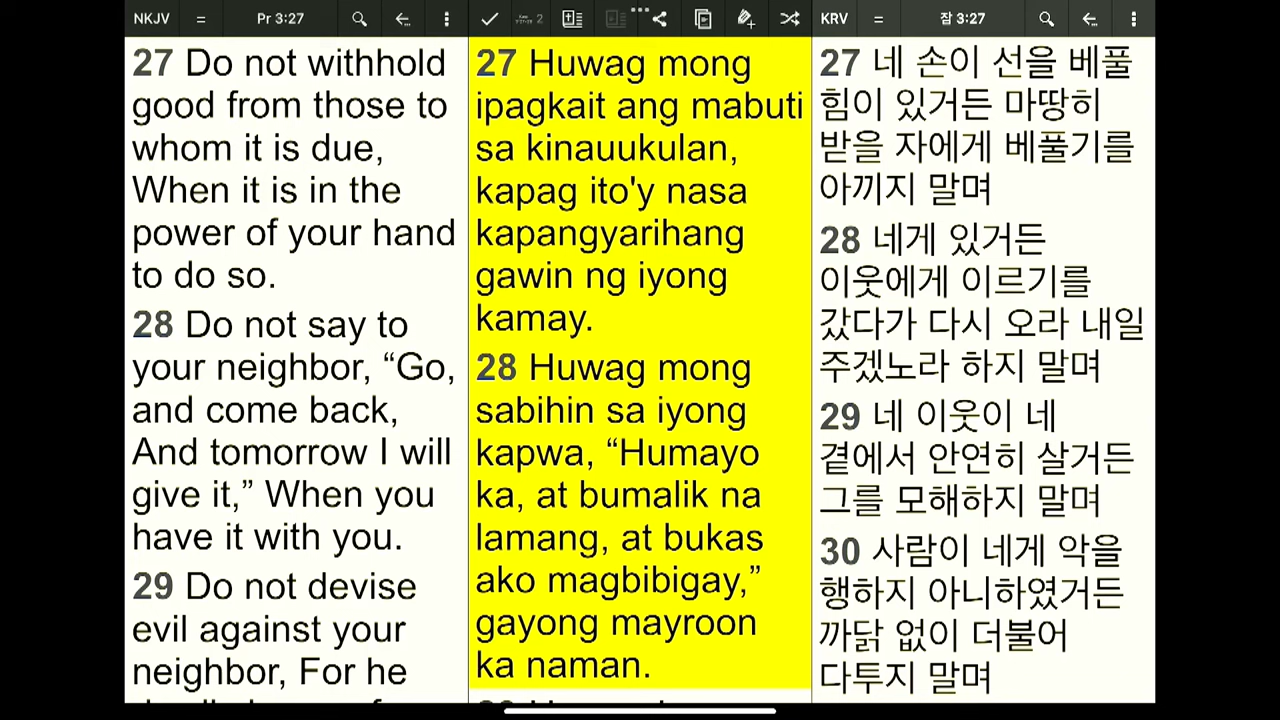 NKJV = Pr 3:27
27 Do not withhold
good from those to
whom it is due,
When it is in the
power of your hand
to do so.
28 Do not say to
your neighbor, “Go,
and come back,
And tomorrow I will
give it,” When you
have it with you.
29 Do not devise
evil against your
neighbor, For he
2
27 Huwag mong
ipagkait ang mabuti
sa kinauukulan,
kapag ito'y nasa
kapangyarihang
gawin ng iyong
kamay.
28 Huwag mong
sabihin sa iyong
kapwa, “Humayo
ka, at bumalik na
lamang, at bukas
ako magbibigay,”
gayong mayroon
ka naman.
KRV = 잠 3:27
27 네 손이 선을 베풀
힘이 있거든 마땅히
받을 자에게 베풀기를
아끼지 말며
28 네게 있거든
이웃에게 이르기를
갔다가 다시 오라 내일
주겠노라 하지 말며
29 네 이웃이 네
곁에서 안연히 살거든
그를 모해하지 말며
30 사람이 네게 악을
행하지 아니하였거든
까닭 없이 더불어
다투지 말며